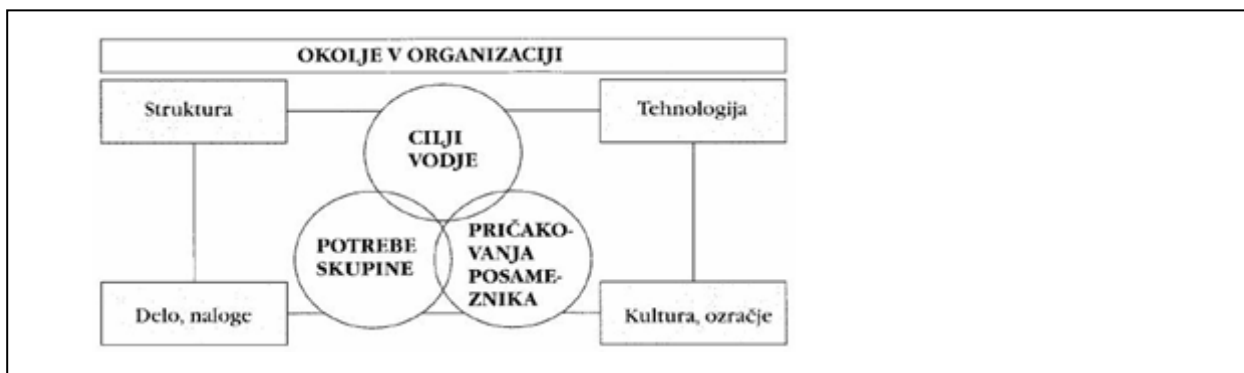 OKOLJE V ORGANIZACIJI
Struktura
Tehnologija
CILJI
VODJE
POTREBE
SKUPINE
PRIČAKO-
VANJA
POSAME-
ZNIKA
Delo, naloge
Kultura, ozračje